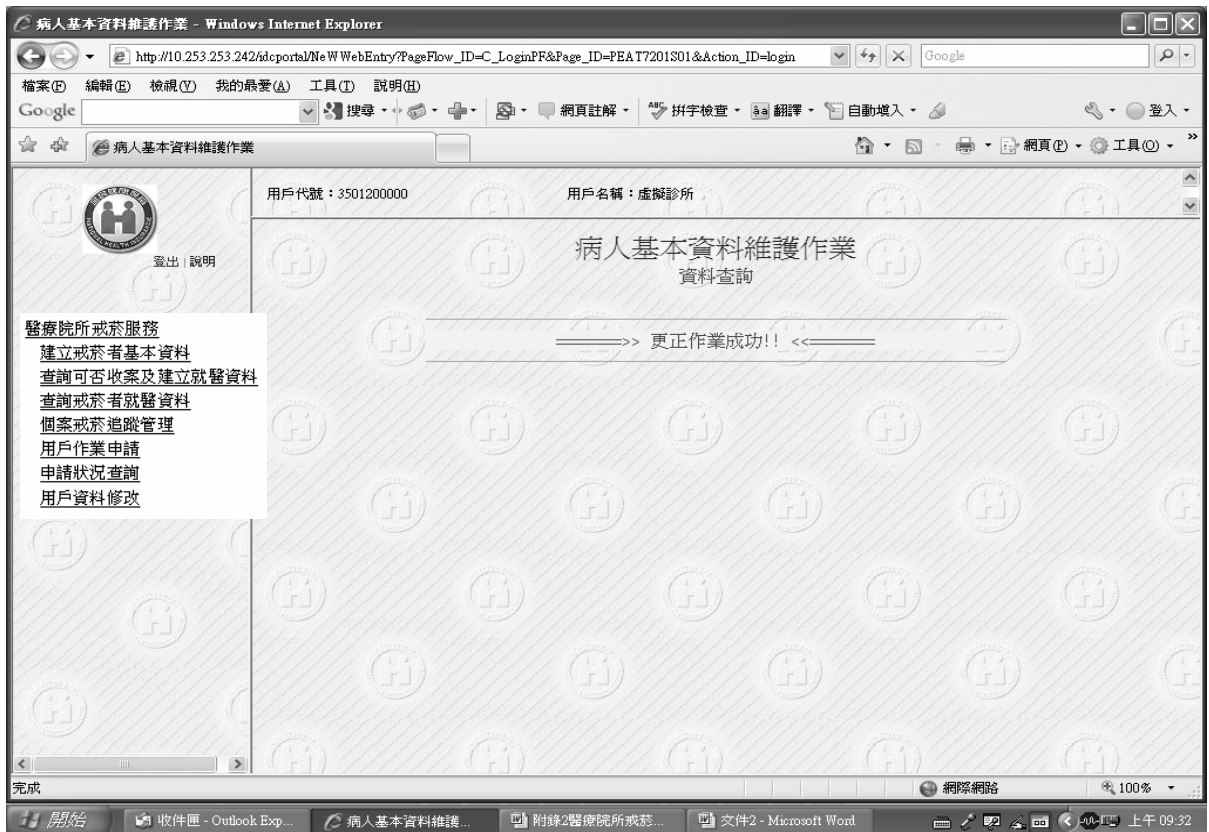 病人基本資料維護作業 - Windows Internet Explorer
http://10.253.253.242/idcportal/NeWWebEntry?PageFlow_ID=C_LoginPF&Page_ID=PEAT7201S01&Action_ID=login
Google
檔案(F) 編輯(E) 檢視(V) 我的最愛(A) 工具(T) 說明(H)
Google 搜尋 網頁註解 拼字檢查 翻譯 自動填入 登入
病人基本資料維護作業 網頁(P) 工具(O)
用戶代號：3501200000 用戶名稱：虛擬診所
NATIONAL HEALTH INSURANCE
登出 | 說明
病人基本資料維護作業
資料查詢
═════>> 更正作業成功!! <<═════
醫療院所戒菸服務
建立戒菸者基本資料
查詢可否收案及建立就醫資料
查詢戒菸者就醫資料
個案戒菸追蹤管理
用戶作業申請
申請狀況查詢
用戶資料修改
完成 網際網路 100%
開始 收件匣 - Outlook Exp... 病人基本資料維護... 附錄2醫療院所戒菸... 文件2 - Microsoft Word 上午 09:32